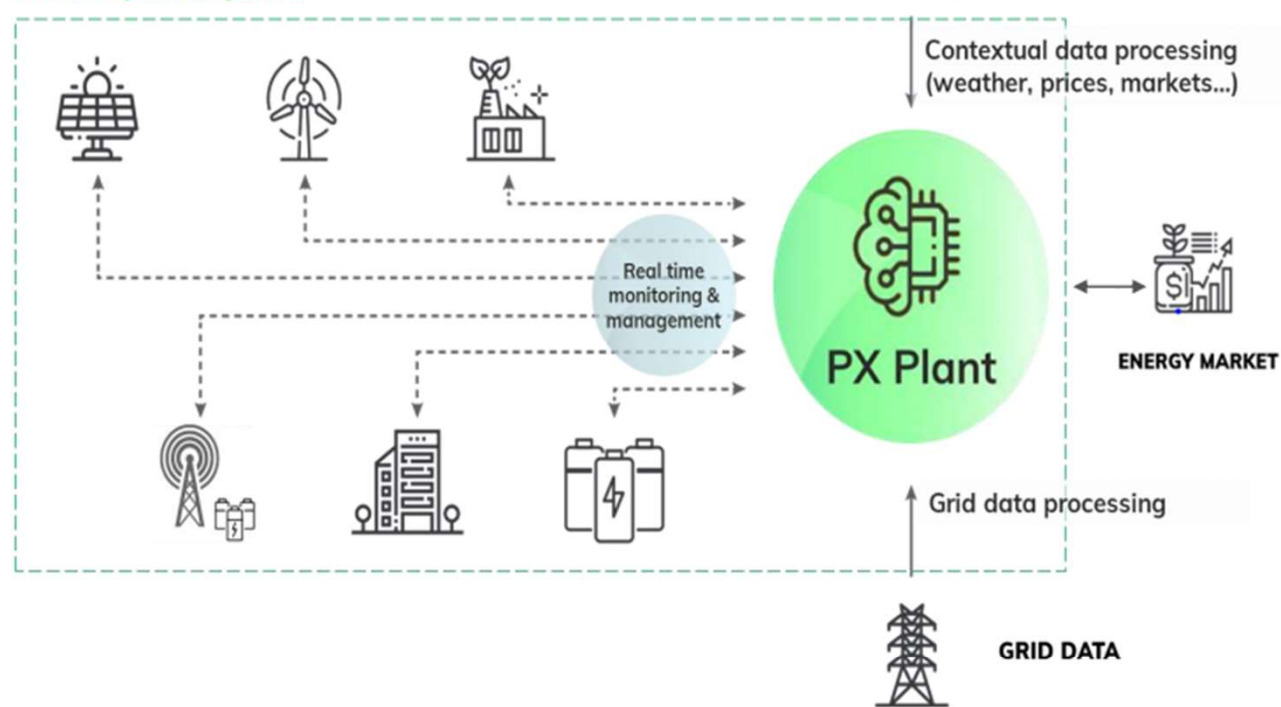 Contextual data processing
(weather, prices, markets...)
Real time
monitoring &
management
PX Plant
$
ENERGY MARKET
Grid data processing
GRID DATA